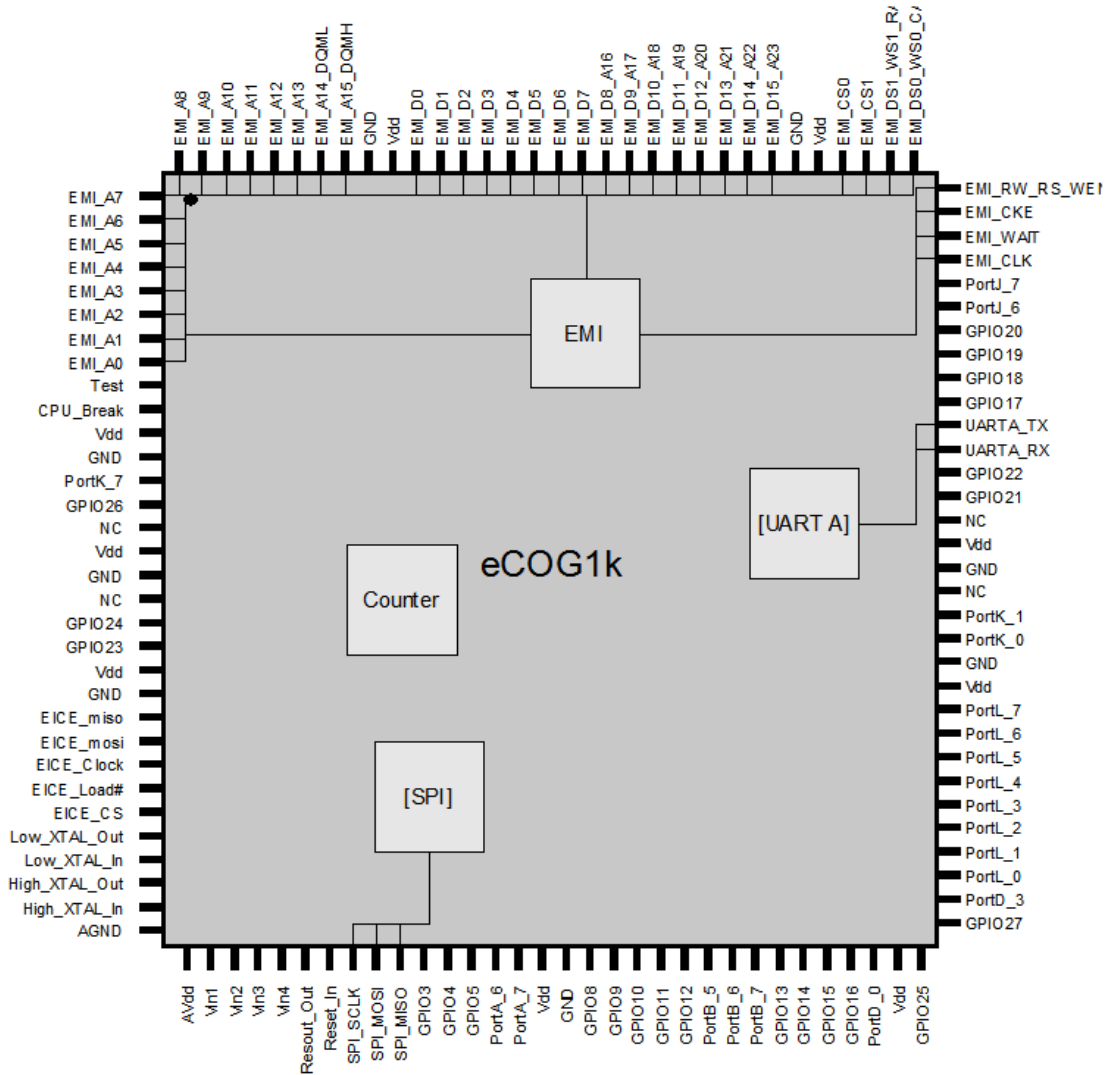 EMI_A8
EMI_A9
EMI_A10
EMI_A11
EMI_A12
EMI_A13
EMI_A14_DQML
EMI_A15_DQMH
GND
Vdd
EMI_D0
EMI_D1
EMI_D2
EMI_D3
EMI_D4
EMI_D5
EMI_D6
EMI_D7
EMI_D8_A16
EMI_D9_A17
EMI_D10_A18
EMI_D11_A19
EMI_D12_A20
EMI_D13_A21
EMI_D14_A22
EMI_D15_A23
GND
Vdd
EMI_CS0
EMI_CS1
EMI_DS1_WS1_RA
EMI_DS0_WS0_CA
EMI_A7
EMI_A6
EMI_A5
EMI_A4
EMI_A3
EMI_A2
EMI_A1
EMI_A0
Test
CPU_Break
Vdd
GND
PortK_7
GPIO26
NC
Vdd
GND
NC
GPIO24
GPIO23
Vdd
GND
EICE_miso
EICE_mosi
EICE_Clock
EICE_Load#
EICE_CS
Low_XTAL_Out
Low_XTAL_In
High_XTAL_Out
High_XTAL_In
AGND
EMI
[UART A]
eCOG1k
Counter
[SPI]
EMI_RW_RS_WEN
EMI_CKE
EMI_WAIT
EMI_CLK
PortJ_7
PortJ_6
GPIO20
GPIO19
GPIO18
GPIO17
UARTA_TX
UARTA_RX
GPIO22
GPIO21
NC
Vdd
GND
NC
PortK_1
PortK_0
GND
Vdd
PortL_7
PortL_6
PortL_5
PortL_4
PortL_3
PortL_2
PortL_1
PortL_0
PortD_3
GPIO27
AVdd
Vin1
Vin2
Vin3
Vin4
Resout_Out
Reset_In
SPI_SCLK
SPI_MOSI
SPI_MISO
GPIO3
GPIO4
GPIO5
PortA_6
PortA_7
Vdd
GND
GPIO8
GPIO9
GPIO10
GPIO11
GPIO12
PortB_5
PortB_6
PortB_7
GPIO13
GPIO14
GPIO15
GPIO16
PortD_0
Vdd
GPIO25